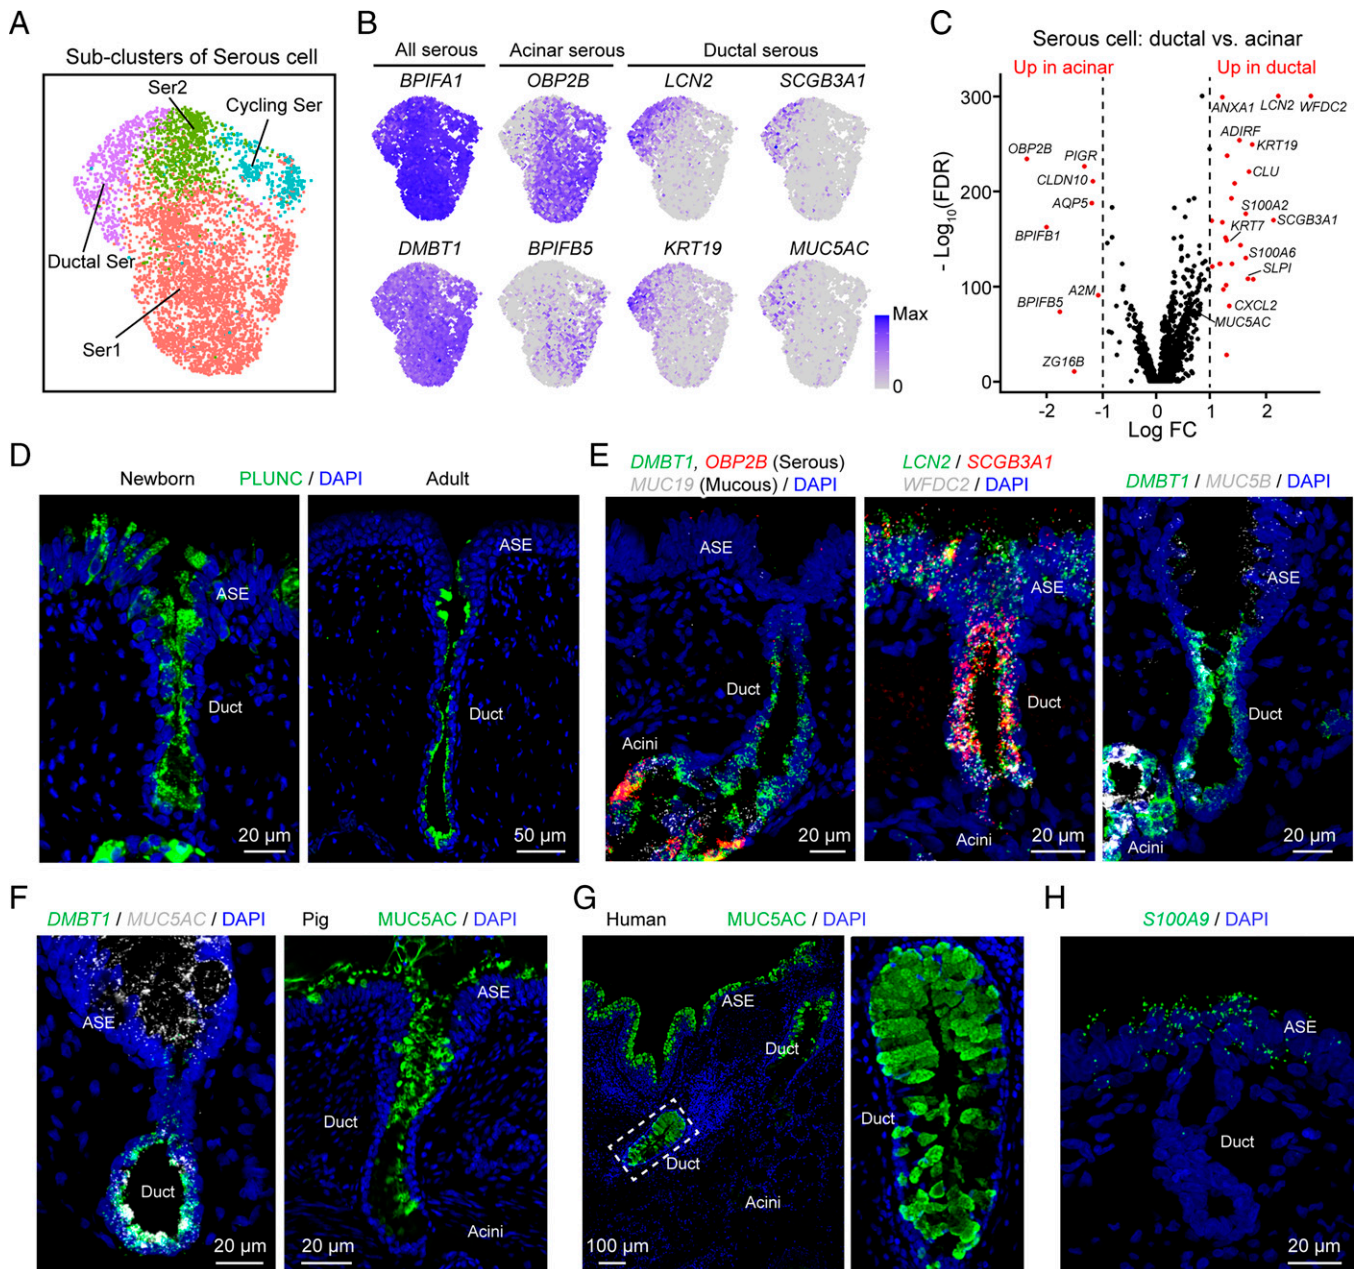 A
Sub-clusters of Serous cell
Ser2
Cycling Ser
Ductal Ser
Ser1
B
All serous
Acinar serous
Ductal serous
BPIFA1
OBP2B
LCN2
SCGB3A1
DMBT1
BPIFB5
KRT19
MUC5AC
Max
0
C
Serous cell: ductal vs. acinar
Up in acinar
Up in ductal
- Log10(FDR)
300
200
100
0
-2
-1
0
1
2
Log FC
OBP2B
PIGR
CLDN10
AQP5
BPIFB1
A2M
BPIFB5
ZG16B
ANXA1
LCN2
WFDC2
ADIRF
KRT19
CLU
S100A2
SCGB3A1
KRT7
S100A6
SLPI
CXCL2
MUC5AC
D
Newborn
PLUNC / DAPI
Adult
ASE
Duct
20 µm
ASE
Duct
50 µm
E
DMBT1, OBP2B (Serous)
MUC19 (Mucous) / DAPI
ASE
Duct
Acini
20 µm
LCN2 / SCGB3A1
WFDC2 / DAPI
ASE
Duct
Acini
20 µm
DMBT1 / MUC5B / DAPI
ASE
Duct
Acini
20 µm
F
DMBT1 / MUC5AC / DAPI
ASE
Duct
20 µm
Pig
MUC5AC / DAPI
ASE
Duct
Acini
20 µm
G
Human
MUC5AC / DAPI
ASE
Duct
Duct
Acini
100 µm
Duct
H
S100A9 / DAPI
ASE
Duct
20 µm